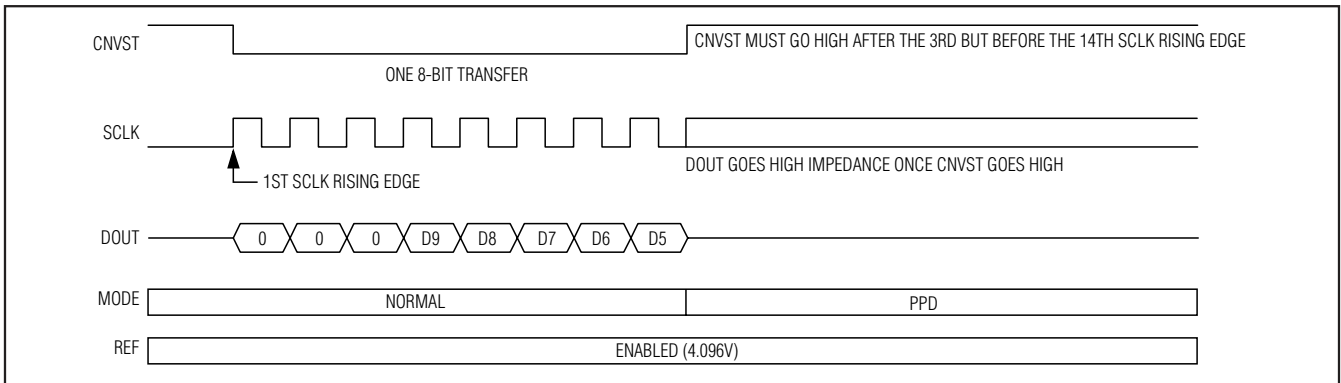 CNVST
CNVST MUST GO HIGH AFTER THE 3RD BUT BEFORE THE 14TH SCLK RISING EDGE
ONE 8-BIT TRANSFER
SCLK
DOUT GOES HIGH IMPEDANCE ONCE CNVST GOES HIGH
1ST SCLK RISING EDGE
DOUT 0 0 0 D9 D8 D7 D6 D5
MODE NORMAL PPD
REF ENABLED (4.096V)